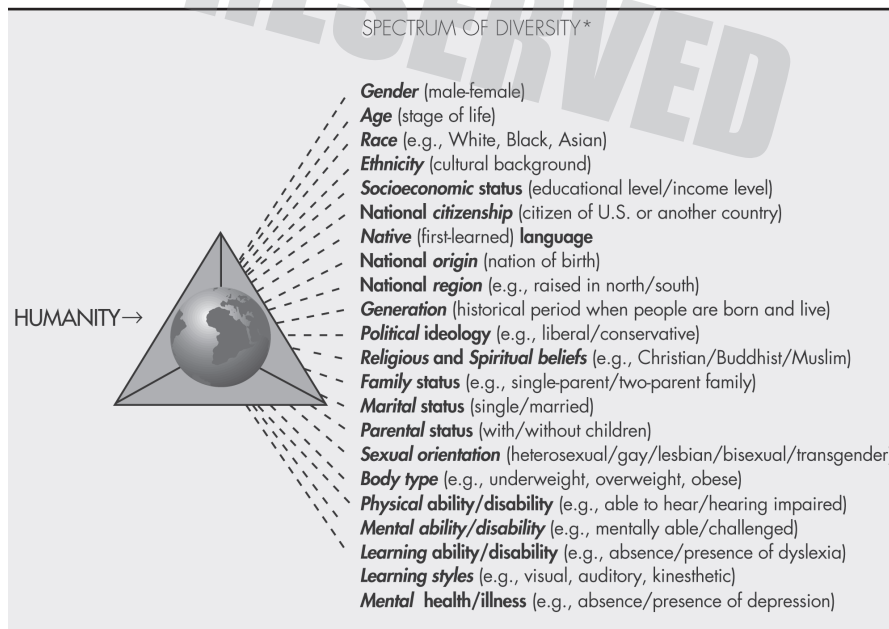 RESERVED
SPECTRUM OF DIVERSITY*
Gender (male-female)
Age (stage of life)
Race (e.g., White, Black, Asian)
Ethnicity (cultural background)
Socioeconomic status (educational level/income level)
National citizenship (citizen of U.S. or another country)
Native (first-learned) language
National origin (nation of birth)
National region (e.g., raised in north/south)
Generation (historical period when people are born and live)
HUMANITY→
Political ideology (e.g., liberal/conservative)
Religious and Spiritual beliefs (e.g., Christian/Buddhist/Muslim)
Family status (e.g., single-parent/two-parent family)
Marital status (single/married)
Parental status (with/without children)
Sexual orientation (heterosexual/gay/lesbian/bisexual/transgender)
Body type (e.g., underweight, overweight, obese)
Physical ability/disability (e.g., able to hear/hearing impaired)
Mental ability/disability (e.g., mentally able/challenged)
Learning ability/disability (e.g., absence/presence of dyslexia)
Learning styles (e.g., visual, auditory, kinesthetic)
Mental health/illness (e.g., absence/presence of depression)